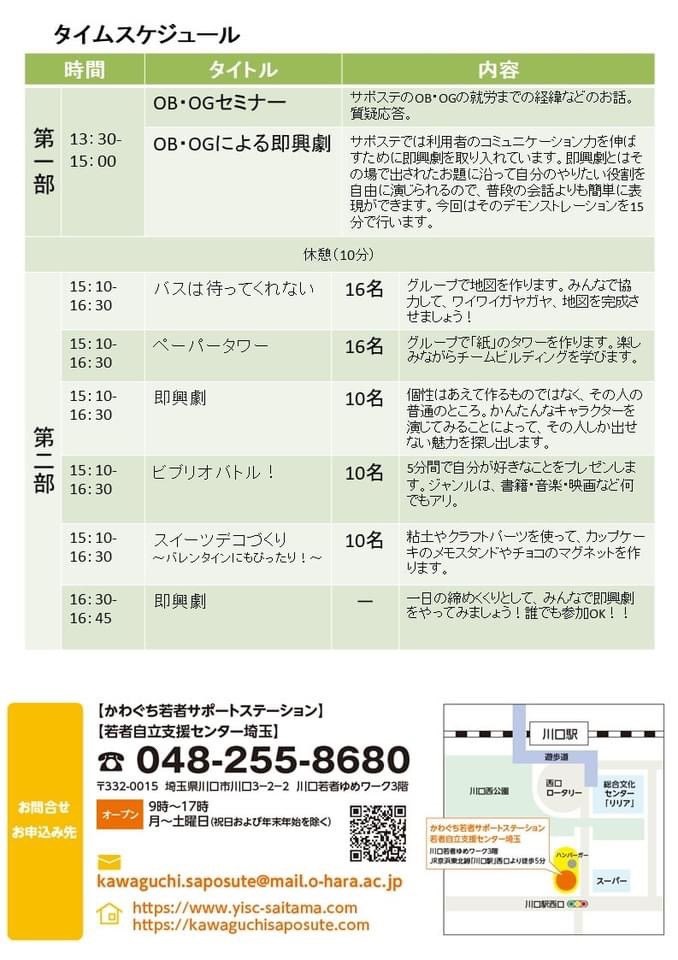 タイムスケジュール
時間 タイトル 内容
第一部
13:30-
15:00
OB・OGセミナー
サポステのOB・OGの就労までの経緯などのお話。
質疑応答。
OB・OGによる即興劇
サポステでは利用者のコミュニケーション力を伸ば
すために即興劇を取り入れています。即興劇とはそ
の場で出されたお題に沿って自分のやりたい役割を
自由に演じられるので、普段の会話よりも簡単に表
現ができます。今回はそのデモンストレーションを15
分で行います。
休憩(10分)
第二部
15:10-
16:30
バスは待ってくれない
16名
グループで地図を作ります。みんなで協
力して、ワイワイガヤガヤ、地図を完成さ
せましょう!
15:10-
16:30
ペーパータワー
16名
グループで「紙」のタワーを作ります。楽し
みながらチームビルディングを学びます。
15:10-
16:30
即興劇
10名
個性はあえて作るものではなく、その人の
普通のところ。かんたんなキャラクターを
演じてみることによって、その人しか出せ
ない魅力を探し出します。
15:10-
16:30
ビブリオバトル!
10名
5分間で自分が好きなことをプレゼンしま
す。ジャンルは、書籍・音楽・映画など何
でもアリ。
15:10-
16:30
スイーツデコづくり
~バレンタインにもぴったり!~
10名
粘土やクラフトパーツを使って、カップケー
キのメモスタンドやチョコのマグネットを作
ります。
16:30-
16:45
即興劇
―
一日の締めくくりとして、みんなで即興劇
をやってみましょう!誰でも参加OK!!
お問合せ
お申込み先
【かわぐち若者サポートステーション】
【若者自立支援センター埼玉】
☎ 048-255-8680
〒332-0015 埼玉県川口市川口3-2-2 川口若者ゆめワーク3階
オープン
9時~17時
月~土曜日(祝日および年末年始を除く)
kawaguchi.saposute@mail.o-hara.ac.jp
https://www.yisc-saitama.com
https://kawaguchisaposute.com
川口駅
遊歩道
川口西公園
西口
ロータリー
総合文化
センター
「リリア」
かわぐち若者サポートステーション
若者自立支援センター埼玉
川口若者ゆめワーク3階
JR京浜東北線「川口駅」西口より徒歩5分
ハンバーガー
スーパー
川口駅西口